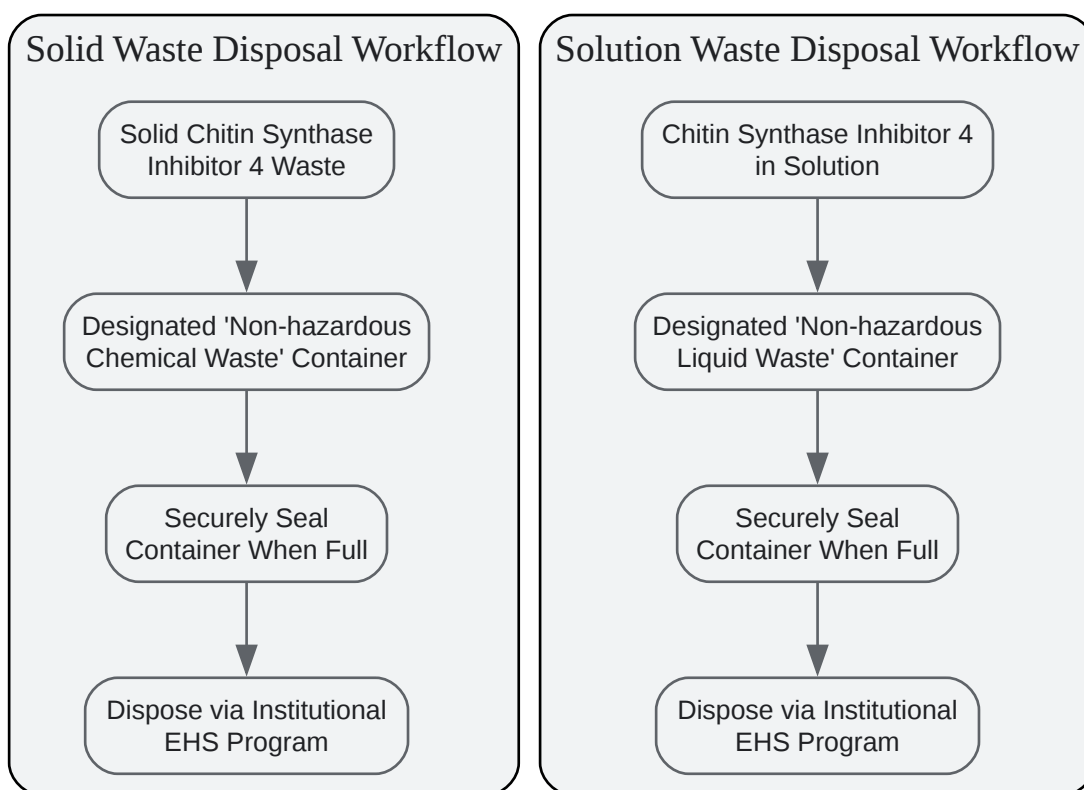 Solid Waste Disposal Workflow
Solid Chitin Synthase
Inhibitor 4 Waste
Designated 'Non-hazardous
Chemical Waste' Container
Securely Seal
Container When Full
Dispose via Institutional
EHS Program
Solution Waste Disposal Workflow
Chitin Synthase Inhibitor 4
in Solution
Designated 'Non-hazardous
Liquid Waste' Container
Securely Seal
Container When Full
Dispose via Institutional
EHS Program